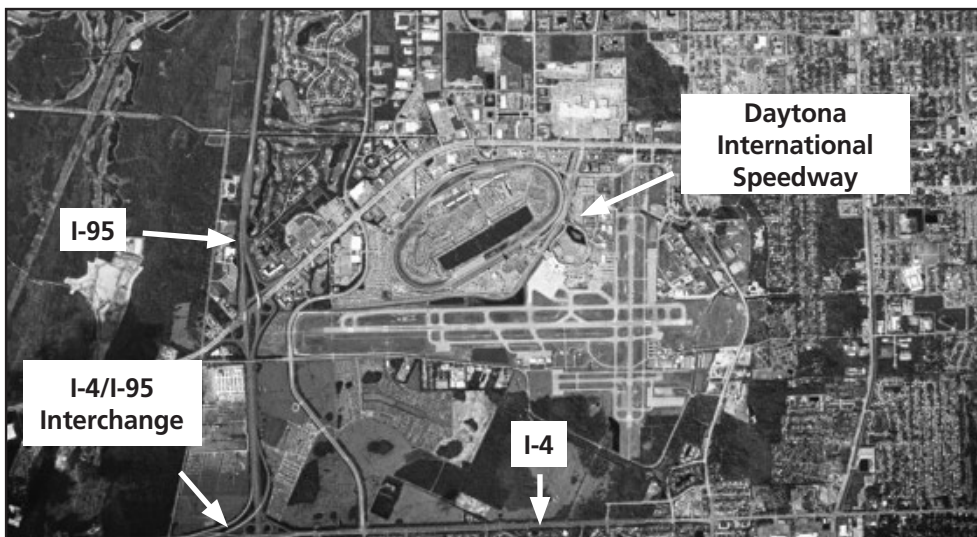 Daytona
International
Speedway
I-95
I-4/I-95
Interchange
I-4